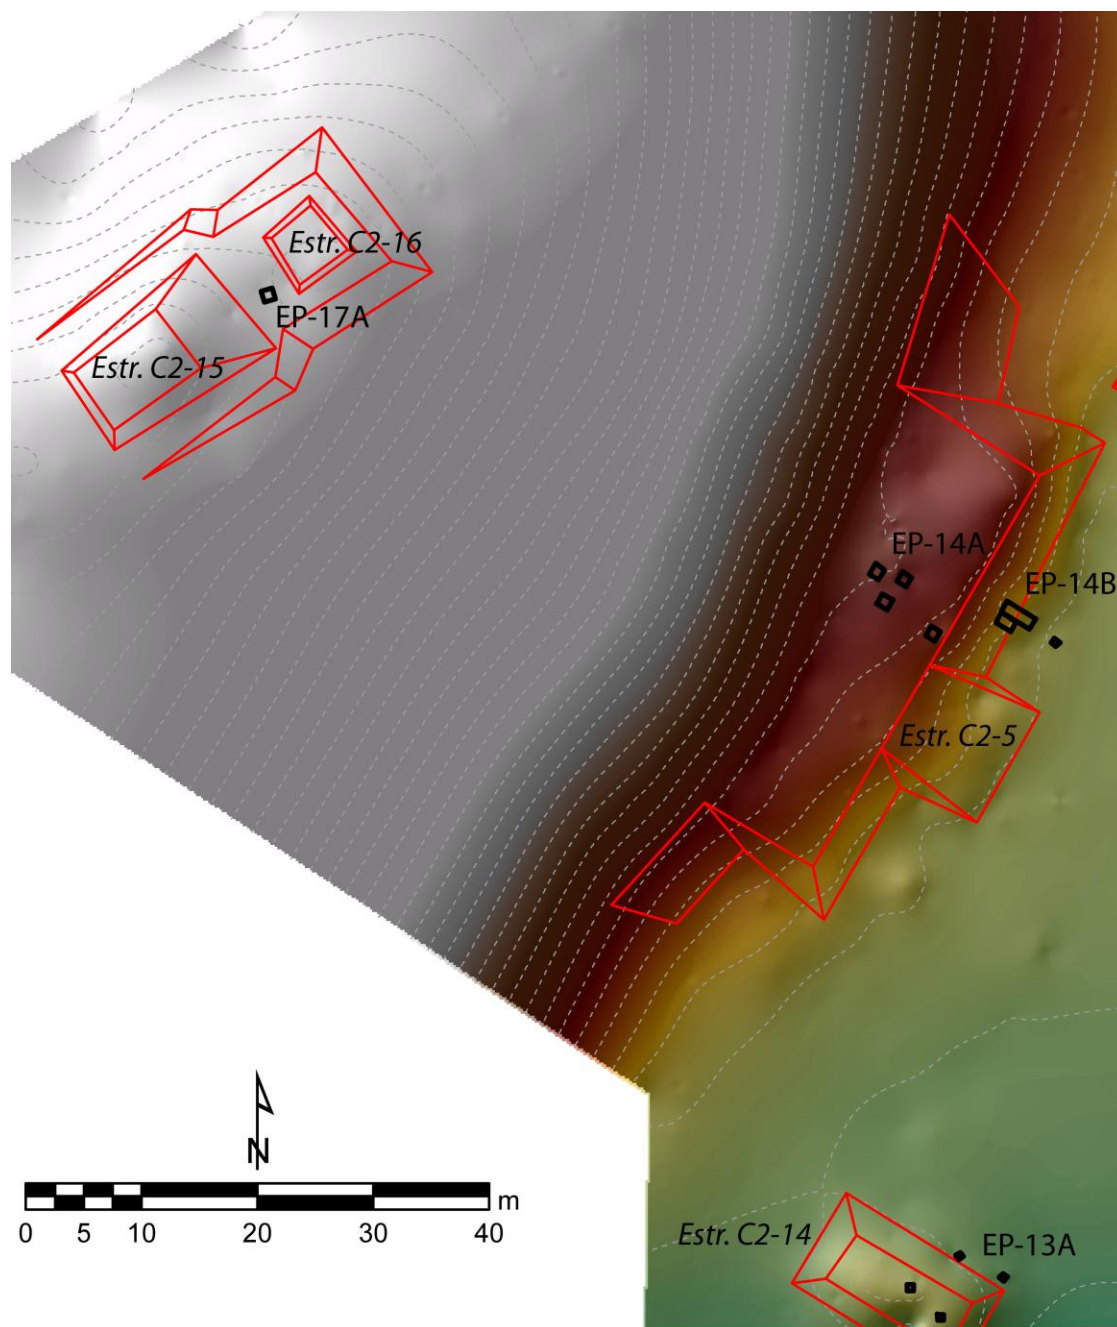 Estr. C2-16
EP-17A
Estr. C2-15
EP-14A
EP-14B
Estr. C2-5
N
m
0 5 10 20 30 40
Estr. C2-14
EP-13A